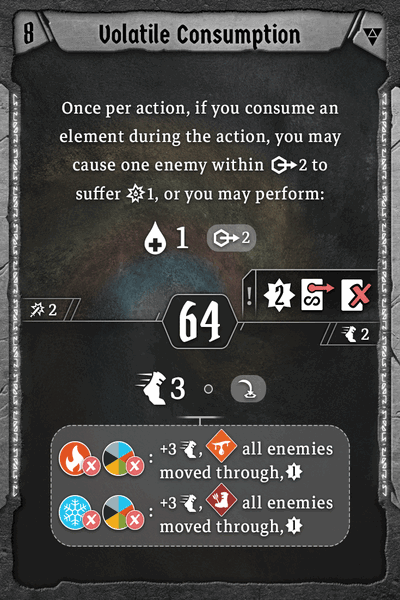 8 Volatile Consumption
Once per action, if you consume an
element during the action, you may
cause one enemy within 2 to
suffer 1, or you may perform:
1 2
! 2
2 64 2
3
: +3 , all enemies
moved through, 1
: +3 , all enemies
moved through, 1